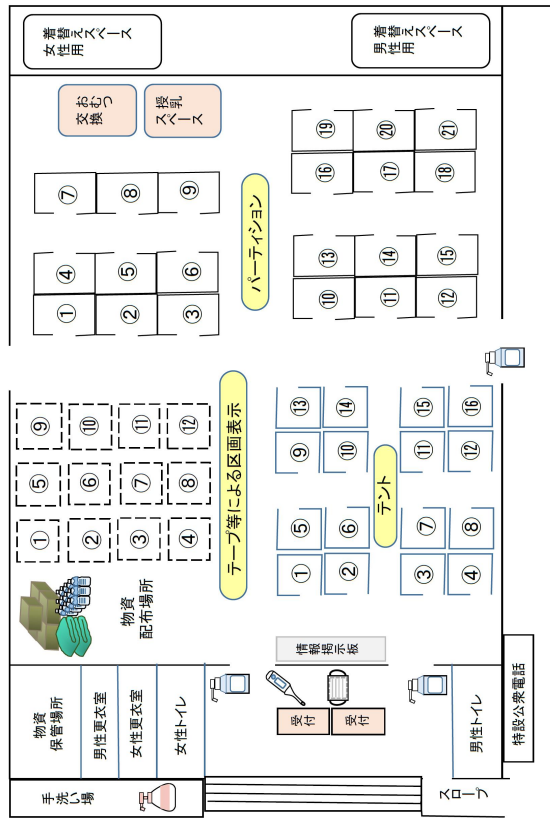 女性用
着替えスペース
男性用
着替えスペース
おむつ
交換
授乳
スペース
⑦
⑧
⑨
④
⑤
⑥
①
②
③
パーティション
⑲
⑳
㉑
⑯
⑰
⑱
⑬
⑭
⑮
⑩
⑪
⑫
⑨
⑩
⑪
⑫
⑤
⑥
⑦
⑧
①
②
③
④
テープ等による区画表示
⑬
⑭
⑮
⑯
⑨
⑩
⑪
⑫
テント
⑤
⑥
⑦
⑧
①
②
③
④
物資
配布場所
情報掲示板
物資
保管場所
男性更衣室
女性更衣室
女性トイレ
受付
受付
男性トイレ
特設公衆電話
手洗い場
スロープ